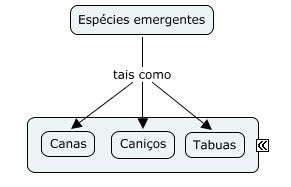 Espécies emergentes
tais como
Canas Caniços Tabuas